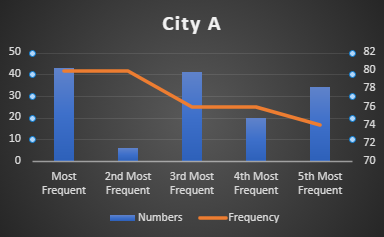 City A
50
40
30
20
10
0
82
80
78
76
74
72
70
Most Frequent
2nd Most Frequent
3rd Most Frequent
4th Most Frequent
5th Most Frequent
Numbers
Frequency